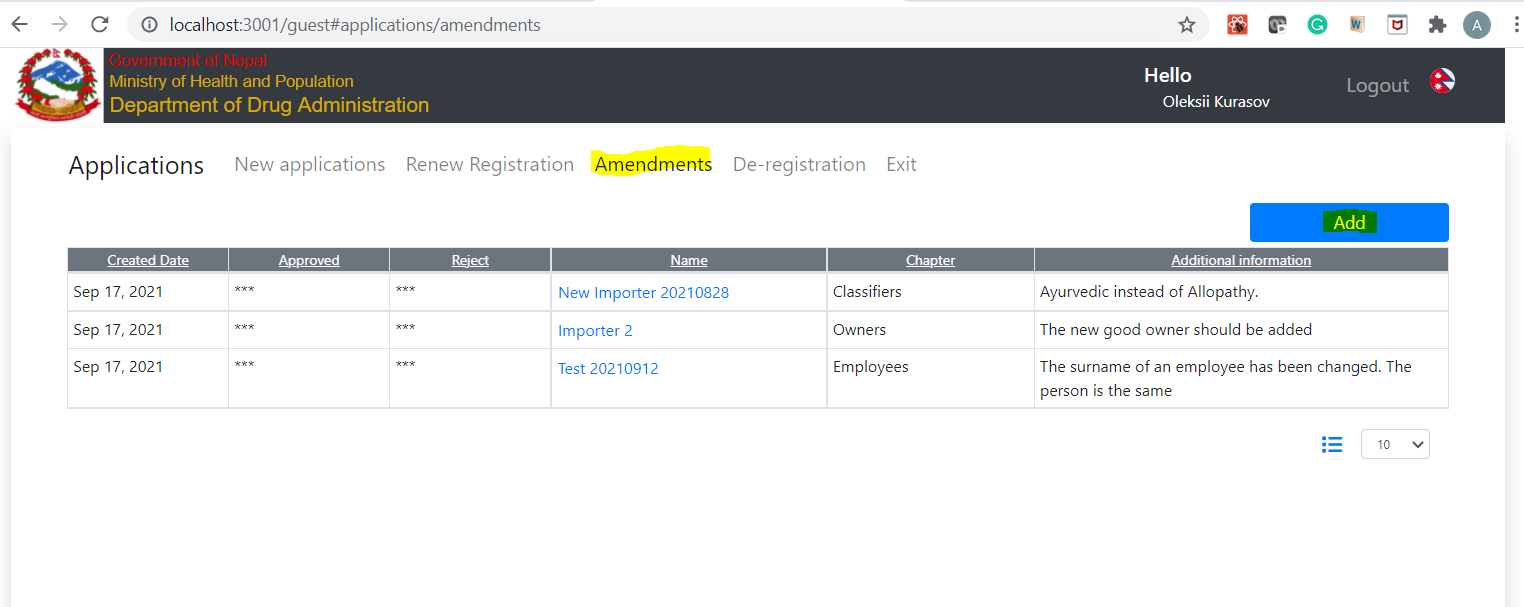 localhost:3001/guest#applications/amendments
A
Government of Nepal
Ministry of Health and Population
Department of Drug Administration
Hello
Oleksii Kurasov
Logout
Applications New applications Renew Registration Amendments De-registration Exit
Add
Created Date Approved Reject Name Chapter Additional information
Sep 17, 2021 *** *** New Importer 20210828 Classifiers Ayurvedic instead of Allopathy.
Sep 17, 2021 *** *** Importer 2 Owners The new good owner should be added
Sep 17, 2021 *** *** Test 20210912 Employees The surname of an employee has been changed. The
person is the same
10